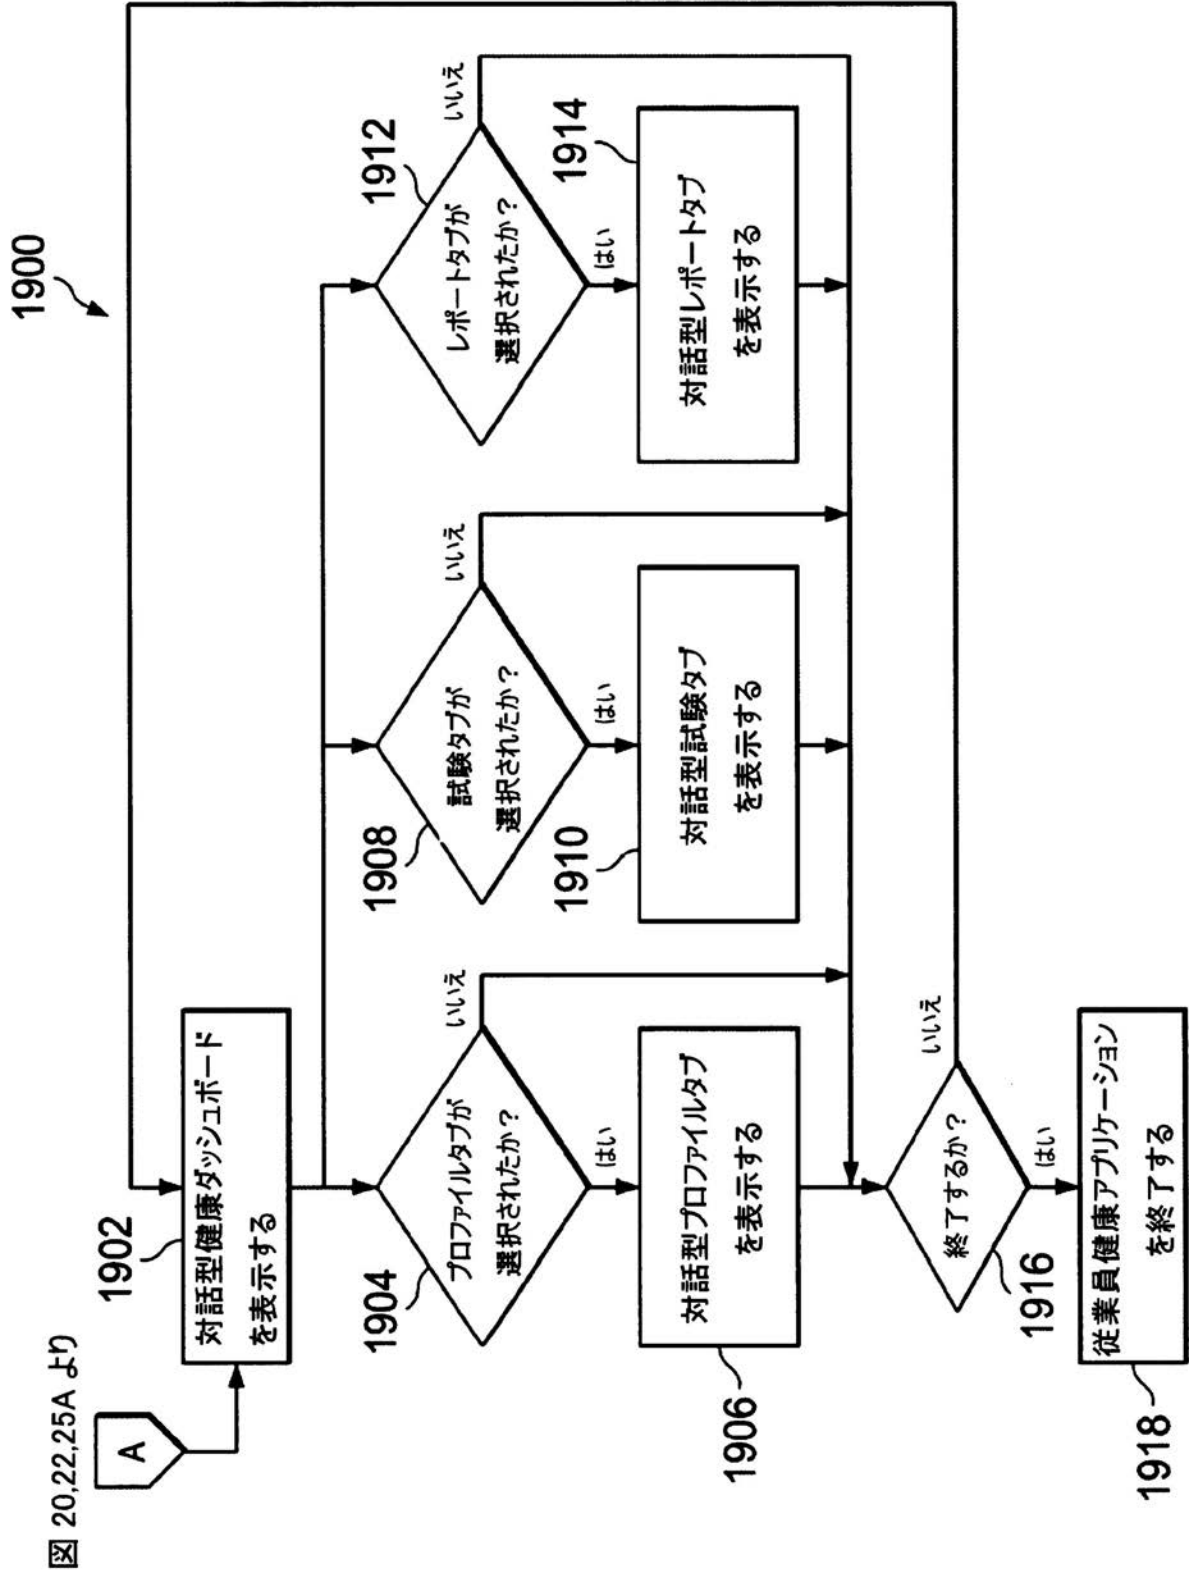 1900
図 20,22,25A より
A
1902
対話型健康ダッシュボード
を表示する
1904
プロファイルタブが
選択されたか?
いいえ
はい
1906
対話型プロファイルタブ
を表示する
1908
試験タブが
選択されたか?
いいえ
はい
1910
対話型試験タブ
を表示する
1912
レポートタブが
選択されたか?
いいえ
はい
1914
対話型レポートタブ
を表示する
1916
終了するか?
いいえ
はい
1918
従業員健康アプリケーション
を終了する